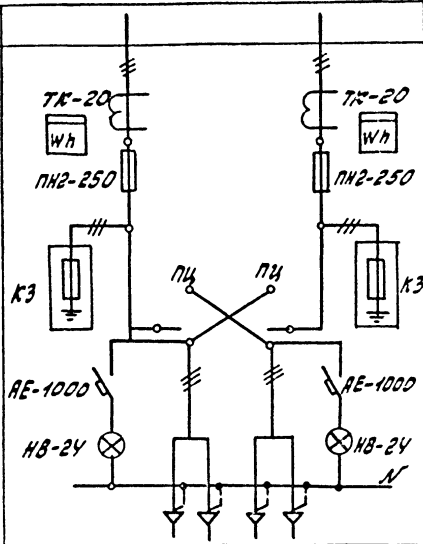 ТК-20
ТК-20
Wh
Wh
ПН2-250
ПН2-250
ПЦ
ПЦ
КЗ
КЗ
АЕ-1000
АЕ-1000
НВ-24
НВ-24
N